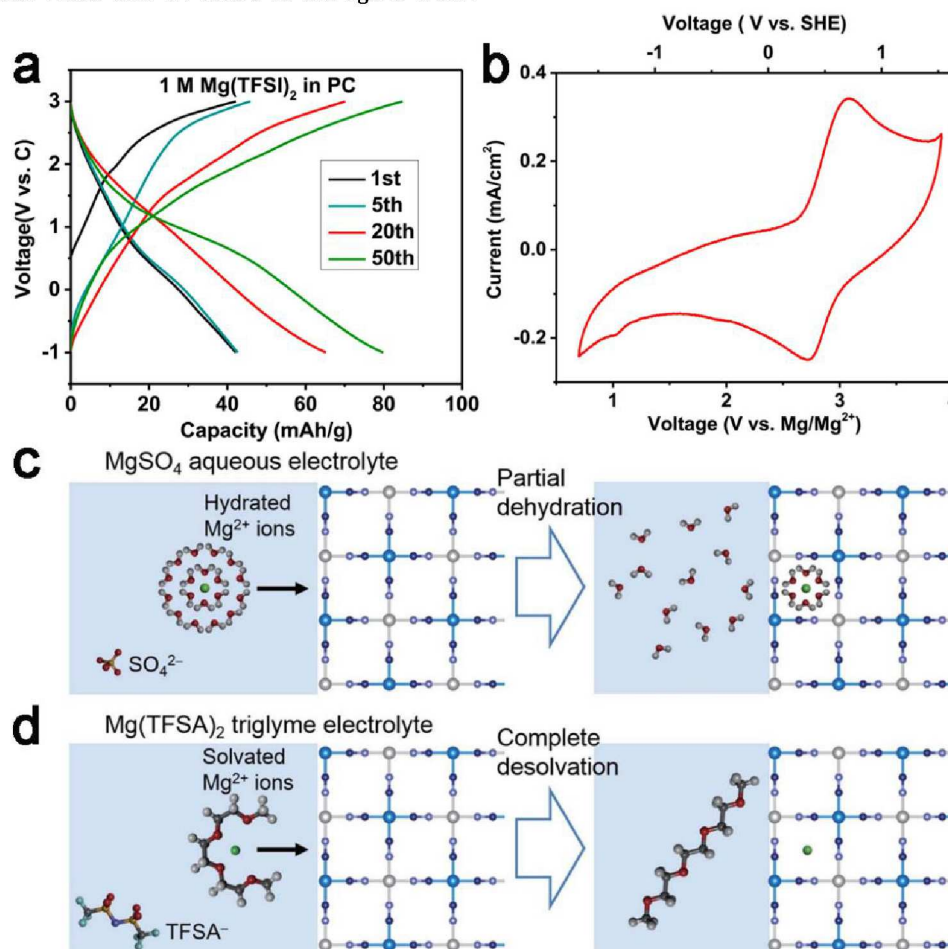 a
1 M Mg(TFSI)2 in PC
Voltage(V vs. C)
3
2
1
0
-1
1st
5th
20th
50th
0 20 40 60 80 100
Capacity (mAh/g)
b
Voltage ( V vs. SHE)
-1 0 1
Current (mA/cm²)
0.4
0.2
0.0
-0.2
1 2 3
Voltage (V vs. Mg/Mg²⁺)
c
MgSO₄ aqueous electrolyte
Hydrated
Mg²⁺ ions
SO₄²⁻
Partial
dehydration
d
Mg(TFSA)₂ triglyme electrolyte
Solvated
Mg²⁺ ions
TFSA⁻
Complete
desolvation